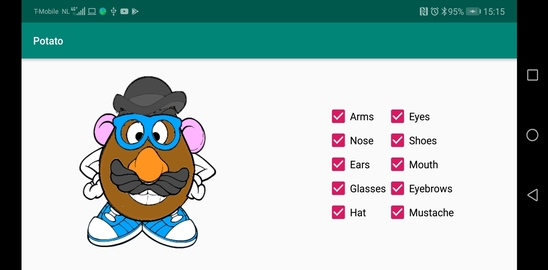 T-Mobile NL 95% 15:15
Potato
Arms Eyes
Nose Shoes
Ears Mouth
Glasses Eyebrows
Hat Mustache